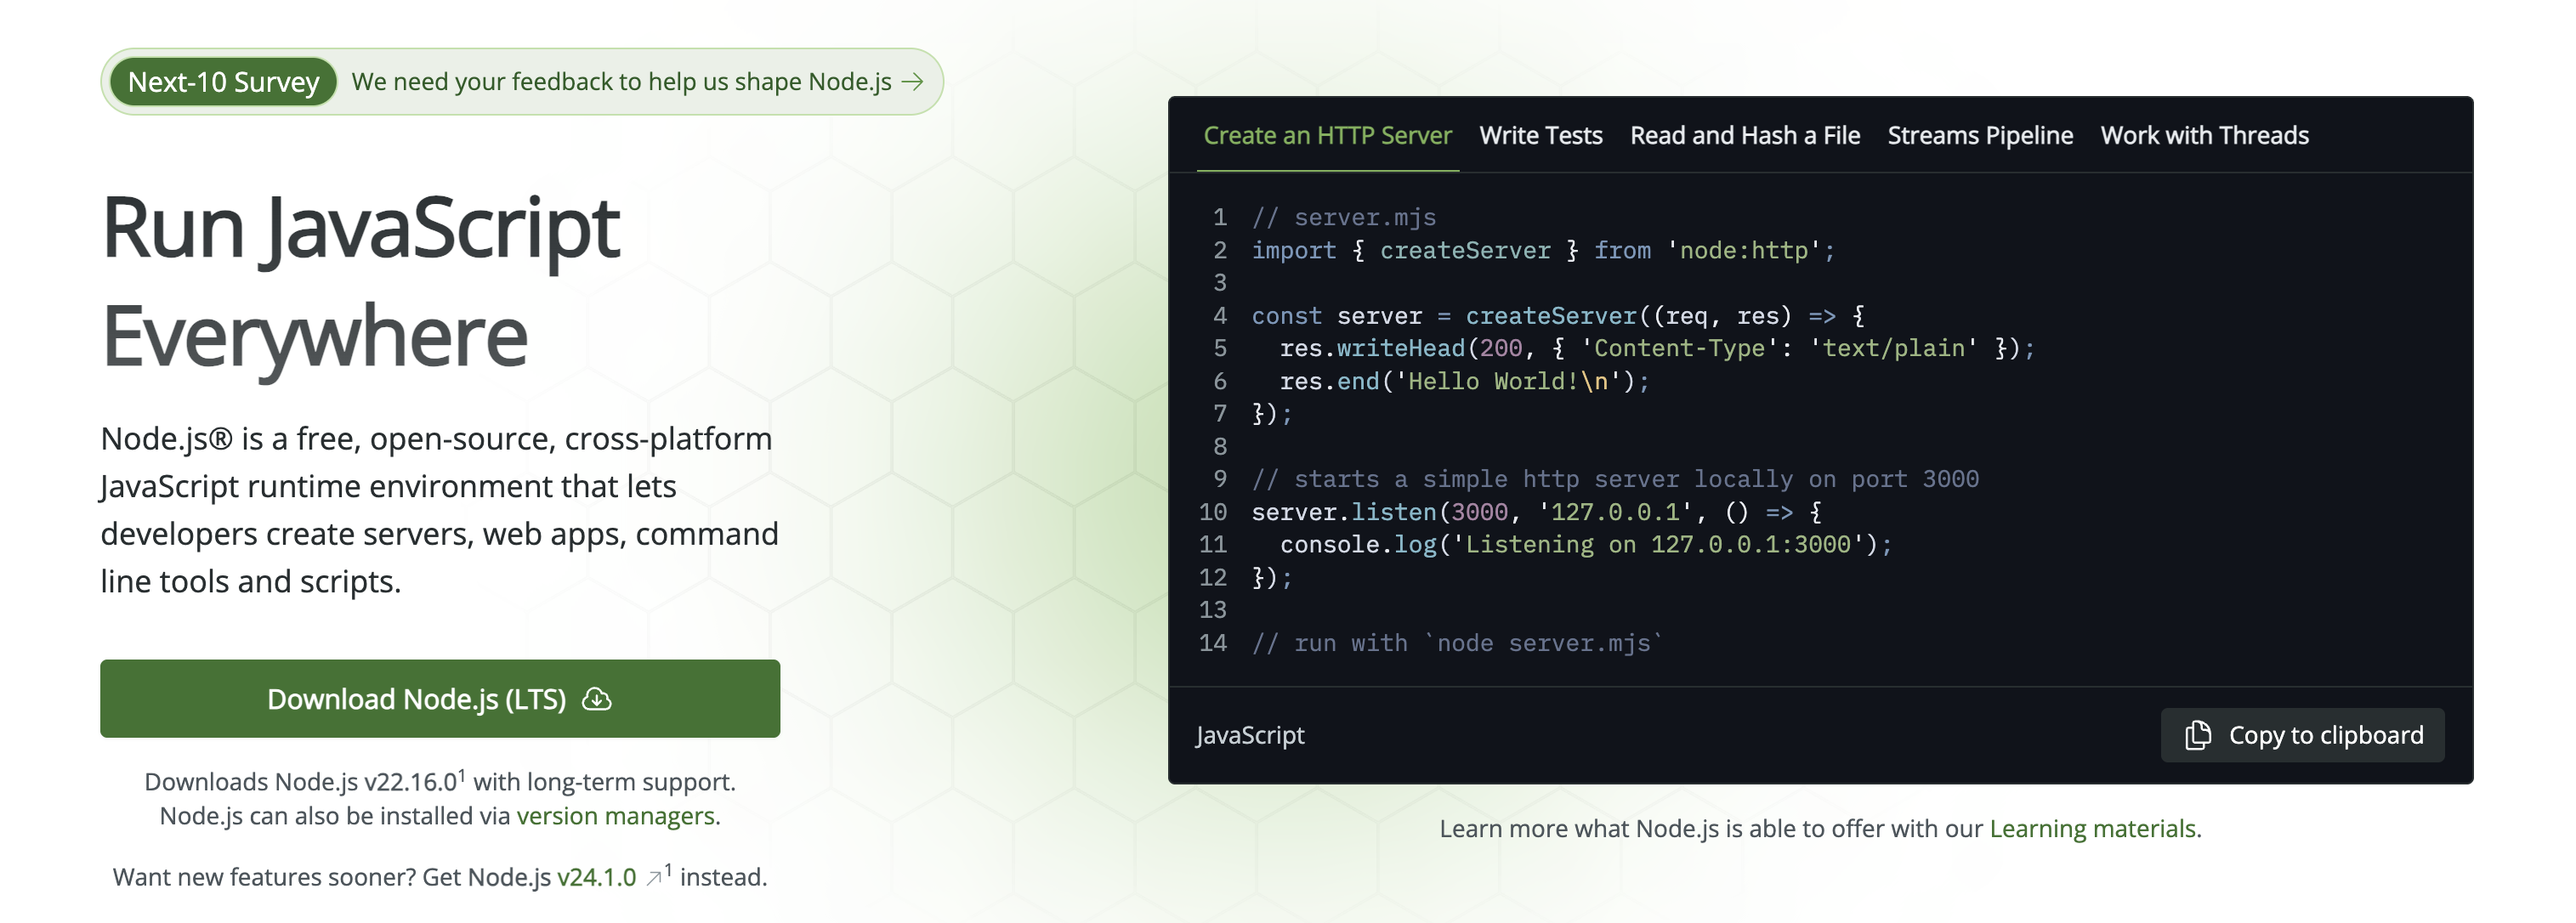 Next-10 Survey We need your feedback to help us shape Node.js →
Run JavaScript
Everywhere
Node.js® is a free, open-source, cross-platform
JavaScript runtime environment that lets
developers create servers, web apps, command
line tools and scripts.
Download Node.js (LTS)
Downloads Node.js v22.16.0¹ with long-term support.
Node.js can also be installed via version managers.
Want new features sooner? Get Node.js v24.1.0 ↗¹ instead.
Create an HTTP Server Write Tests Read and Hash a File Streams Pipeline Work with Threads
1 // server.mjs
2 import { createServer } from 'node:http';
3
4 const server = createServer((req, res) => {
5   res.writeHead(200, { 'Content-Type': 'text/plain' });
6   res.end('Hello World!\n');
7 });
8
9 // starts a simple http server locally on port 3000
10 server.listen(3000, '127.0.0.1', () => {
11   console.log('Listening on 127.0.0.1:3000');
12 });
13
14 // run with `node server.mjs`
JavaScript Copy to clipboard
Learn more what Node.js is able to offer with our Learning materials.